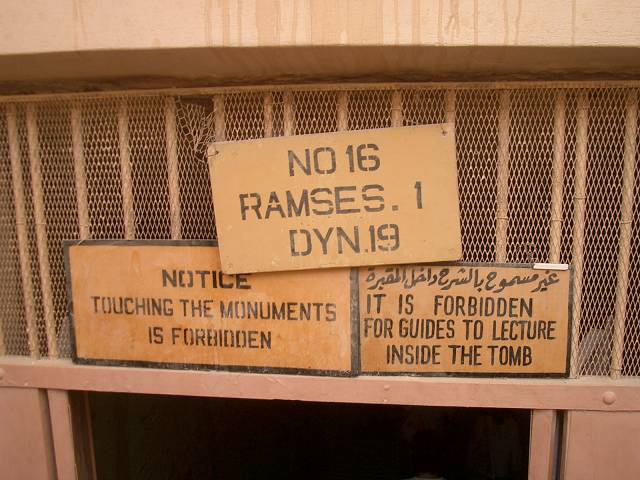 NO 16
RAMSES. 1
DYN.19
NOTICE
TOUCHING THE MONUMENTS
IS FORBIDDEN
غير مسموح بالشرح داخل المقبرة
IT IS FORBIDDEN
FOR GUIDES TO LECTURE
INSIDE THE TOMB